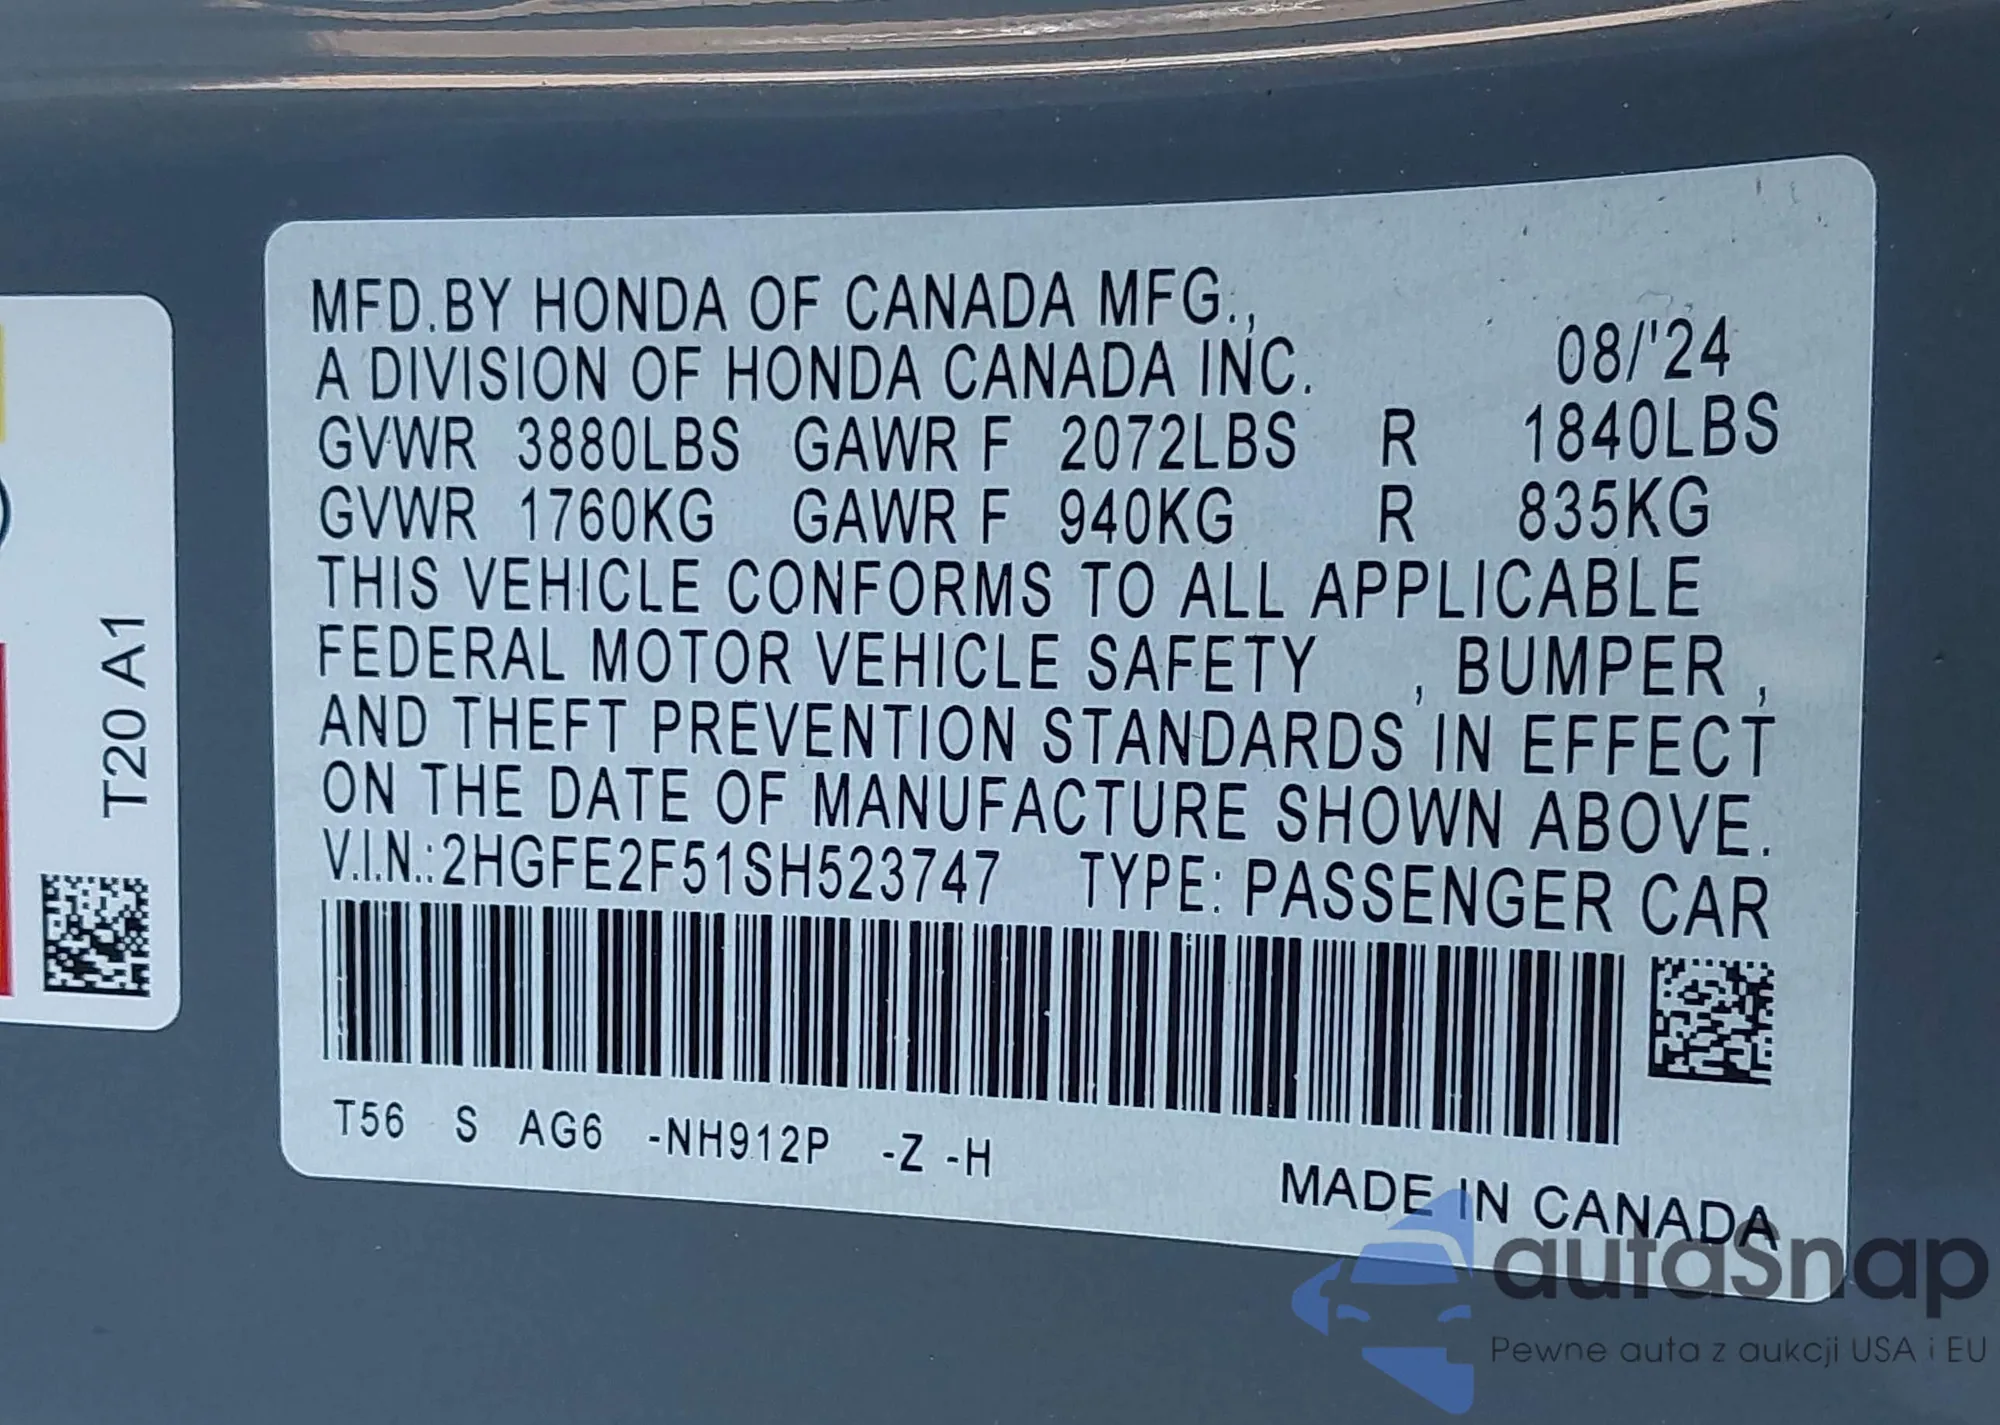 MFD.BY HONDA OF CANADA MFG.,
A DIVISION OF HONDA CANADA INC. 08/'24
GVWR 3880LBS GAWR F 2072LBS R 1840LBS
GVWR 1760KG GAWR F 940KG R 835KG
THIS VEHICLE CONFORMS TO ALL APPLICABLE
FEDERAL MOTOR VEHICLE SAFETY , BUMPER ,
AND THEFT PREVENTION STANDARDS IN EFFECT
ON THE DATE OF MANUFACTURE SHOWN ABOVE.
V.I.N.:2HGFE2F51SH523747 TYPE: PASSENGER CAR
T56 S AG6 -NH912P -Z -H
MADE IN CANADA
T20 A1
autaSnap
Pewne auta z aukcji USA i EU